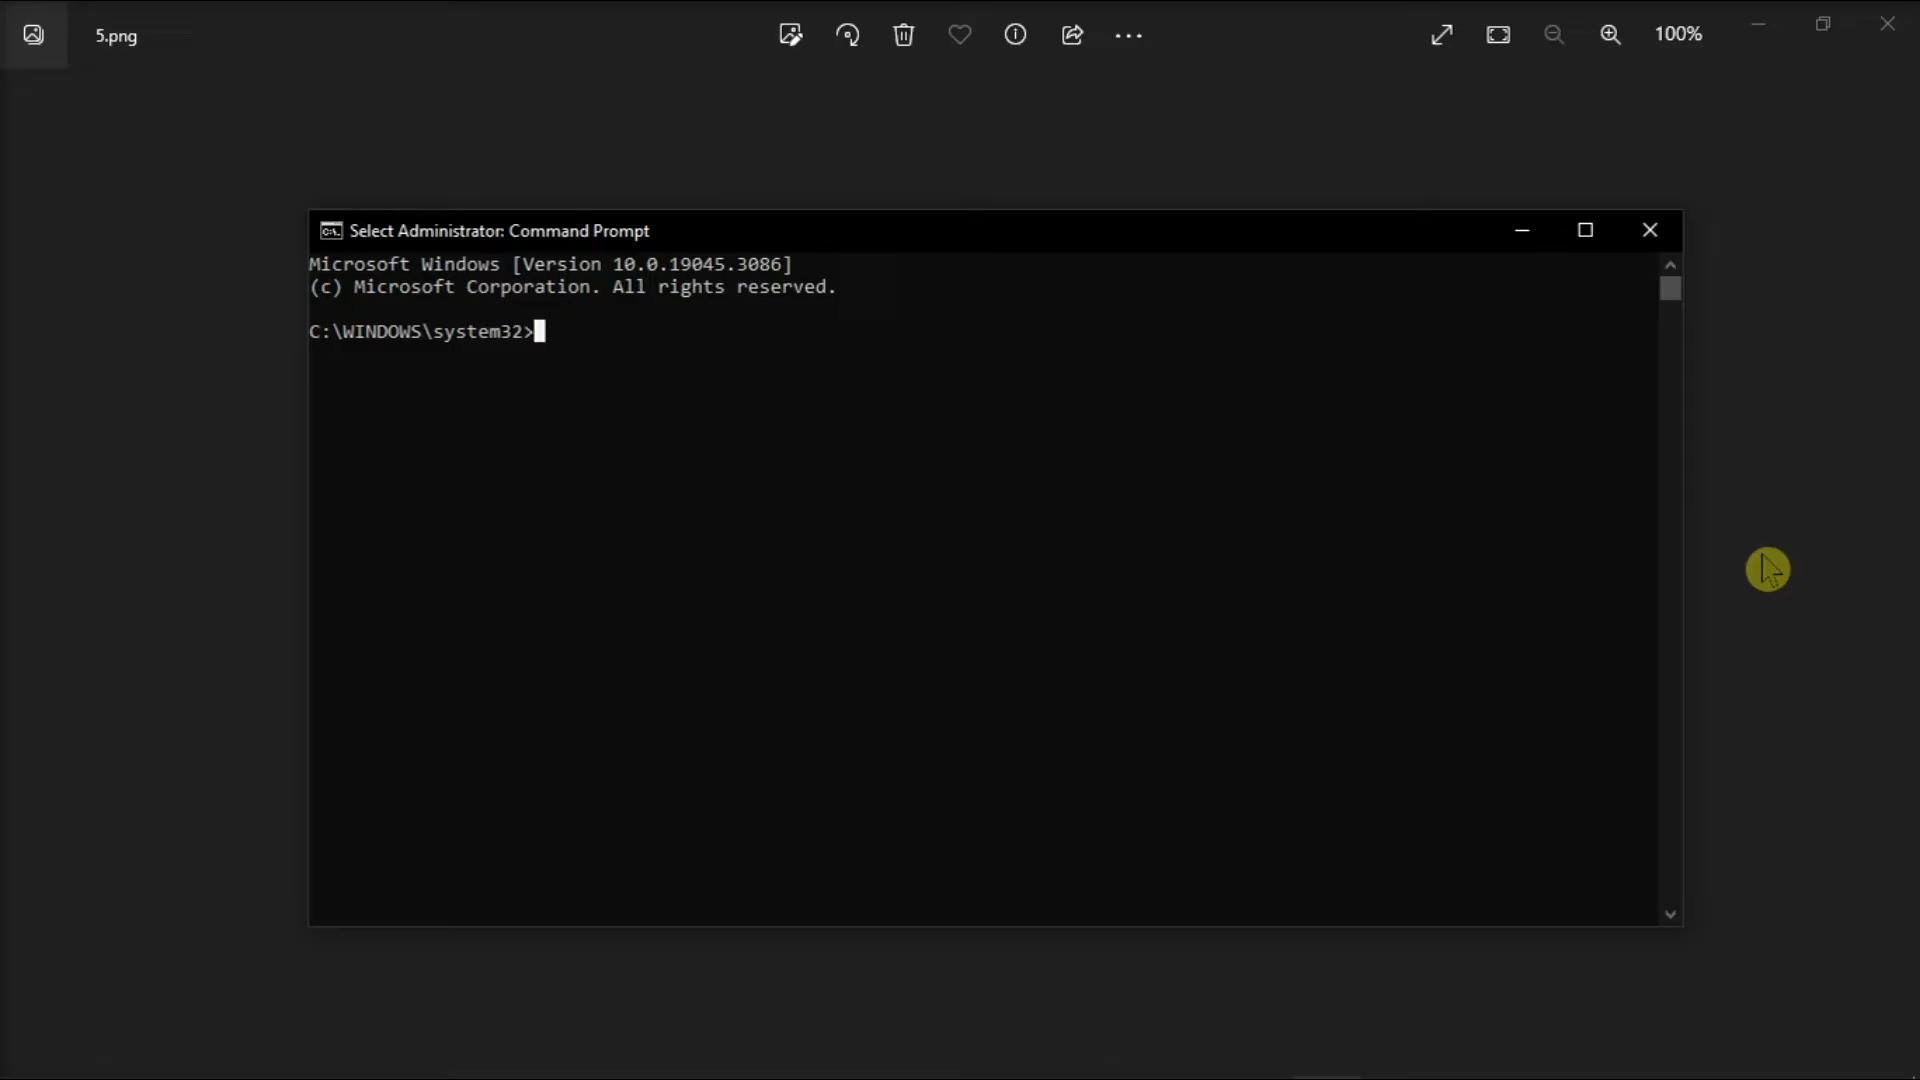 5.png
100%
Select Administrator: Command Prompt
Microsoft Windows [Version 10.0.19045.3086]
(c) Microsoft Corporation. All rights reserved.
C:\WINDOWS\system32>